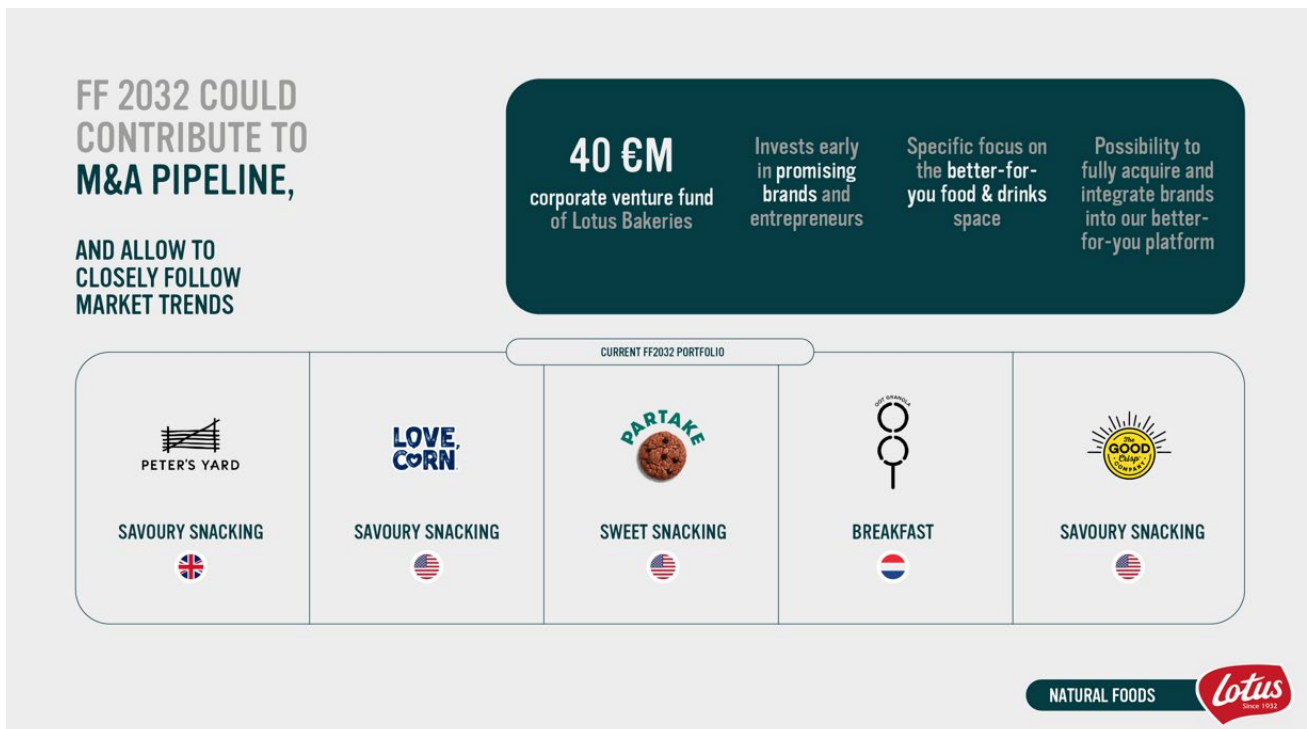 FF 2032 COULD
CONTRIBUTE TO
M&A PIPELINE,
AND ALLOW TO
CLOSELY FOLLOW
MARKET TRENDS
40 €M
corporate venture fund
of Lotus Bakeries
Invests early
in promising
brands and
entrepreneurs
Specific focus on
the better-for-
you food & drinks
space
Possibility to
fully acquire and
integrate brands
into our better-
for-you platform
CURRENT FF2032 PORTFOLIO
PETER'S YARD
SAVOURY SNACKING
LOVE,
CORN
SAVOURY SNACKING
PARTAKE
SWEET SNACKING
OOT GRANOLA
OOT
BREAKFAST
The
GOOD
Crisp
COMPANY
SAVOURY SNACKING
NATURAL FOODS
Lotus
Since 1932